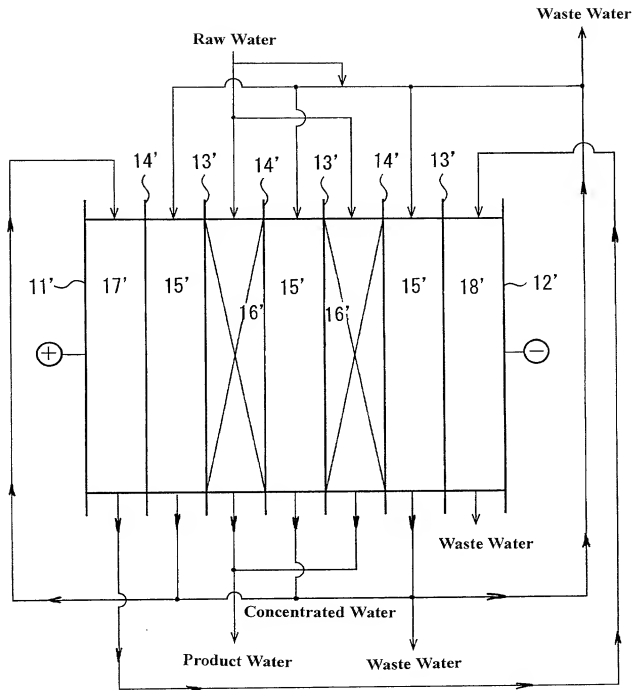 Waste Water
Raw Water
14' 13' 14' 13' 14' 13'
11' 17' 15' 16' 15' 16' 15' 18' 12'
+ −
Waste Water
Concentrated Water
Product Water Waste Water